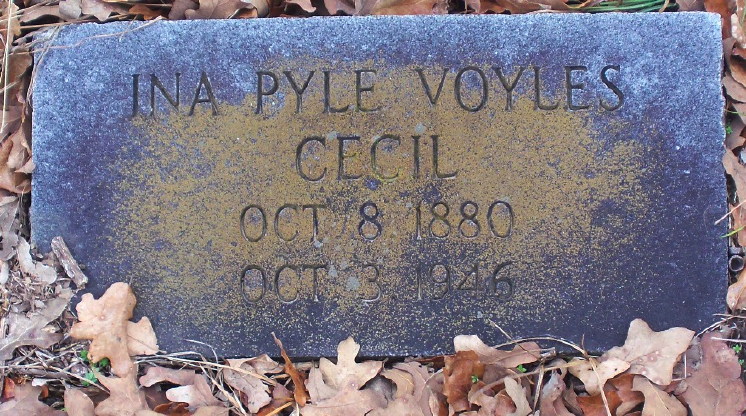 INA PYLE VOYLES
CECIL
OCT. 8 1880
OCT. 3 1946